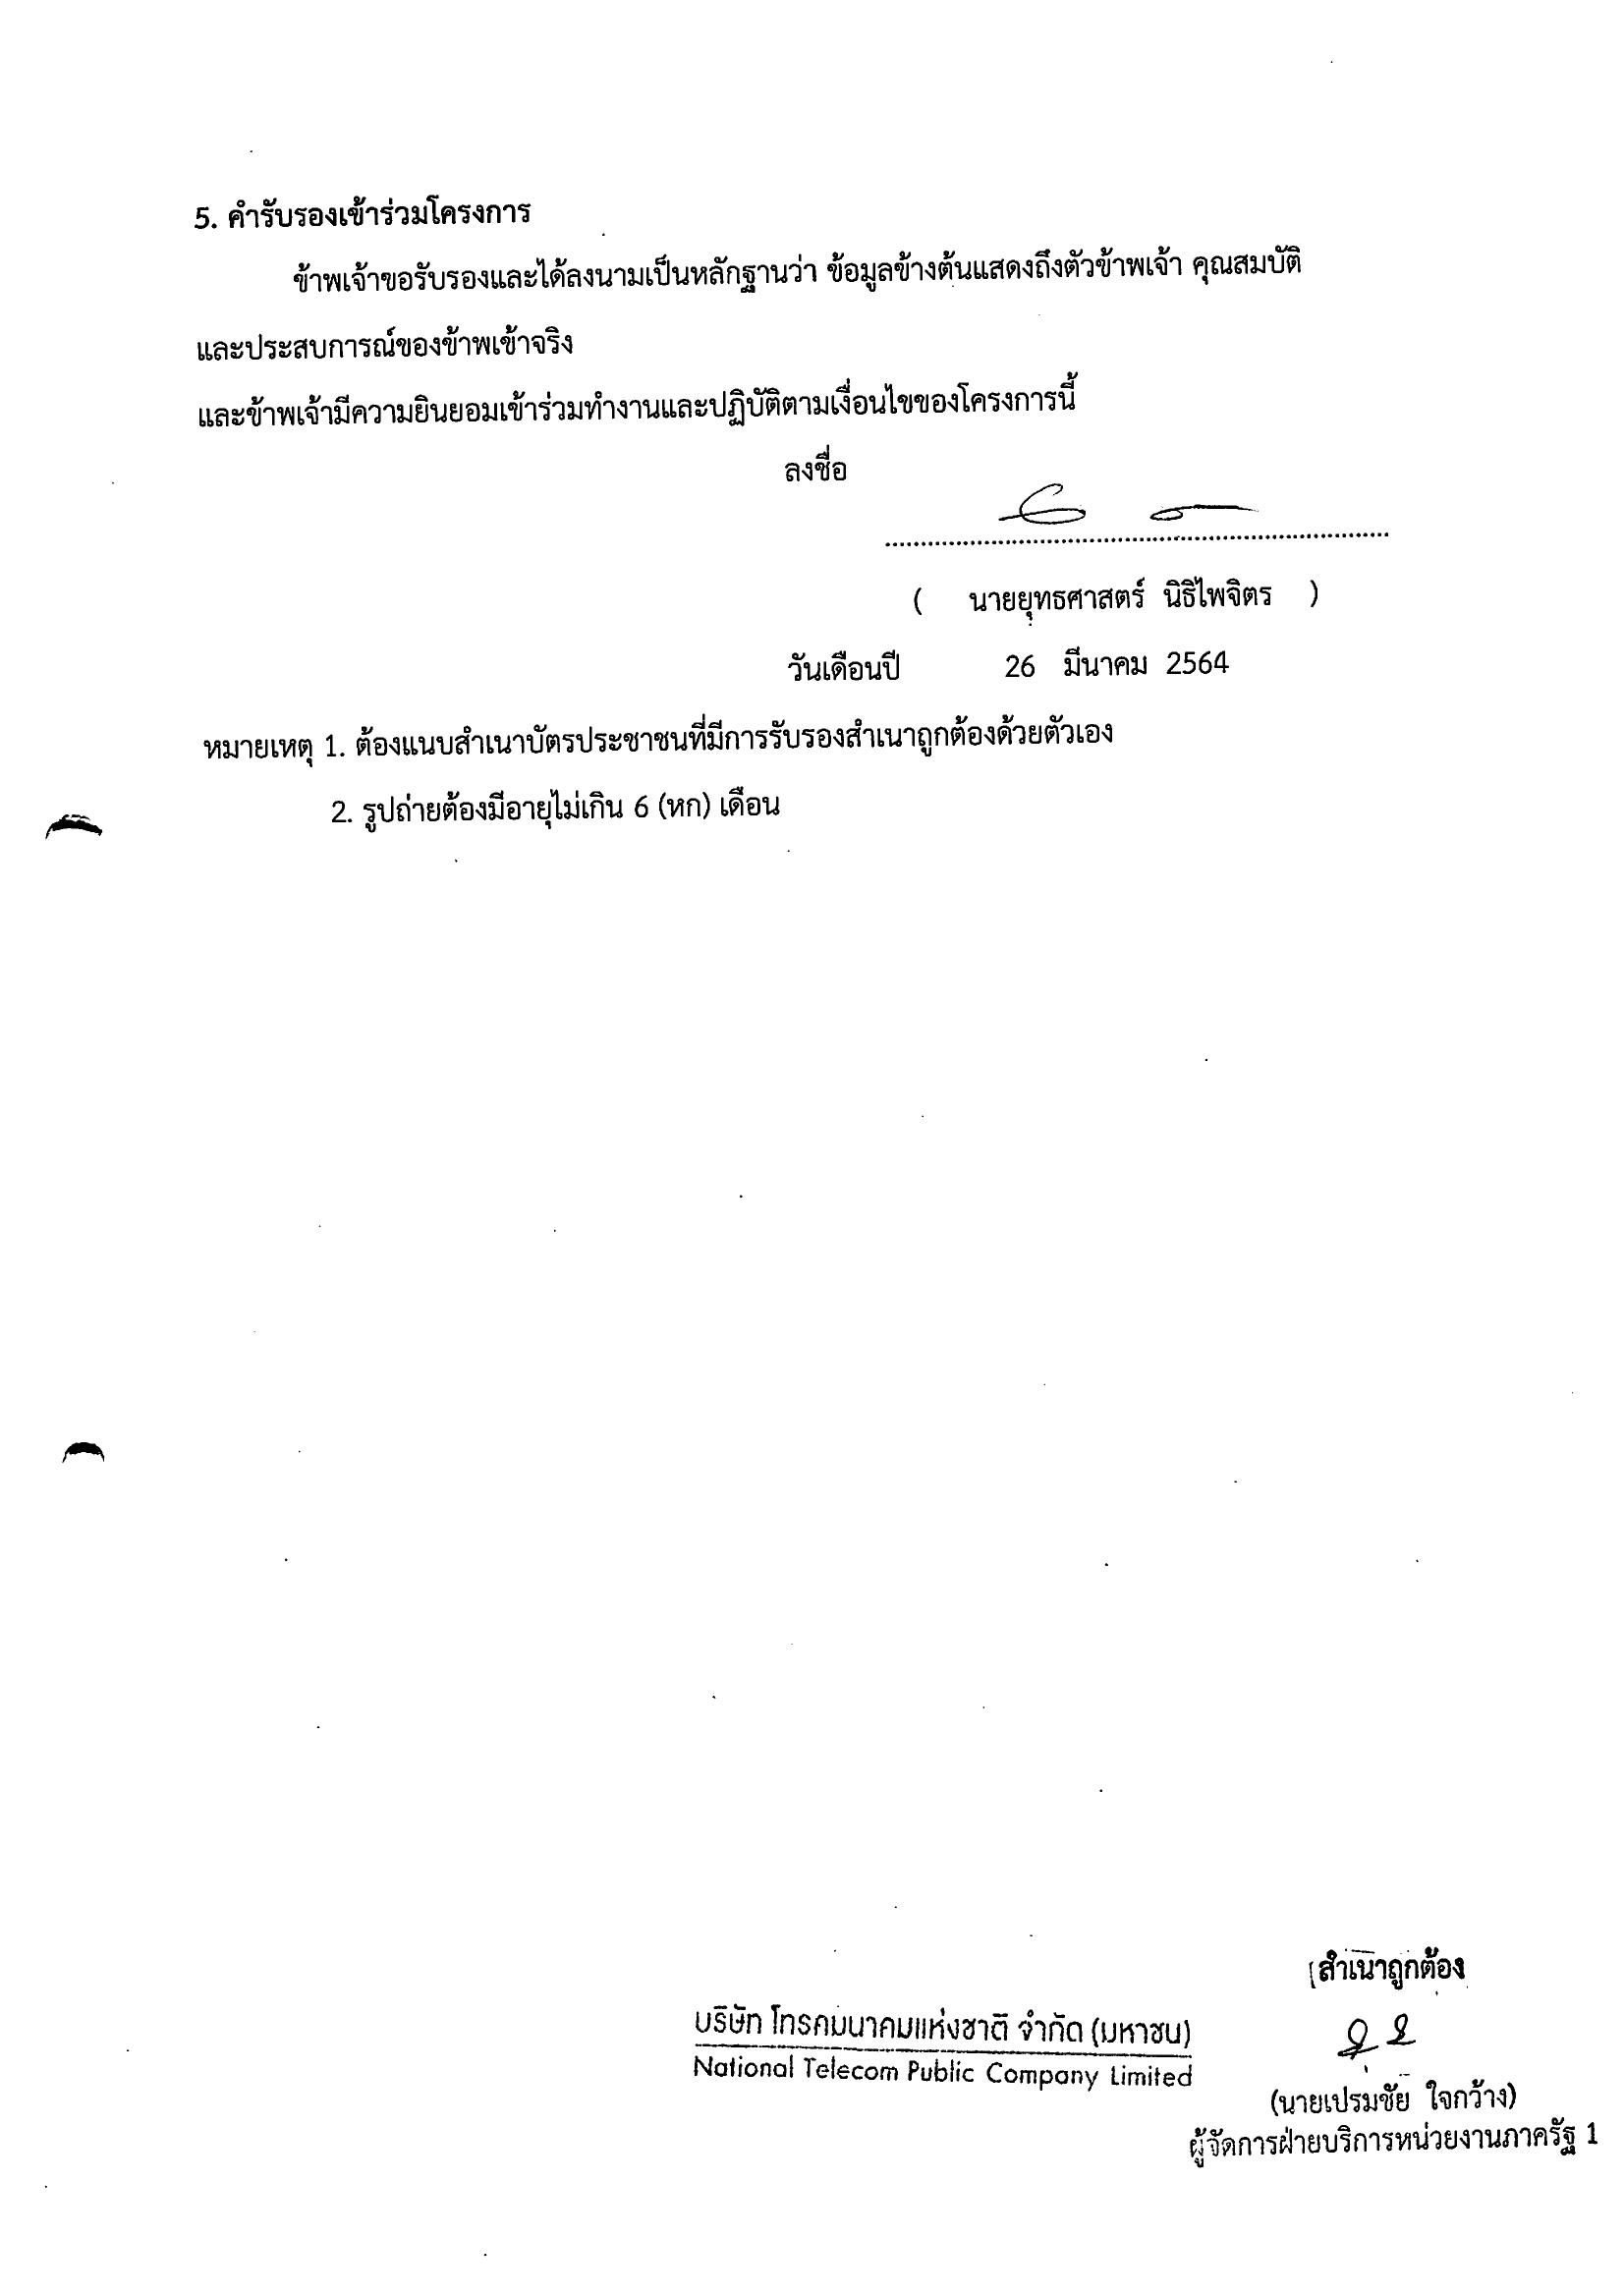 5. คำรับรองเข้าร่วมโครงการ
ข้าพเจ้าขอรับรองและได้ลงนามเป็นหลักฐานว่า ข้อมูลข้างต้นแสดงถึงตัวข้าพเจ้า คุณสมบัติ
และประสบการณ์ของข้าพเข้าจริง
และข้าพเจ้ามีความยินยอมเข้าร่วมทำงานและปฏิบัติตามเงื่อนไขของโครงการนี้
ลงชื่อ
( นายยุทธศาสตร์ นิธิไพจิตร )
วันเดือนปี 26 มีนาคม 2564
หมายเหตุ 1. ต้องแนบสำเนาบัตรประชาชนที่มีการรับรองสำเนาถูกต้องด้วยตัวเอง
2. รูปถ่ายต้องมีอายุไม่เกิน 6 (หก) เดือน
สำเนาถูกต้อง
บริษัท โทรคมนาคมแห่งชาติ จำกัด (มหาชน)
National Telecom Public Company Limited
(นายเปรมชัย ใจกว้าง)
ผู้จัดการฝ่ายบริการหน่วยงานภาครัฐ 1